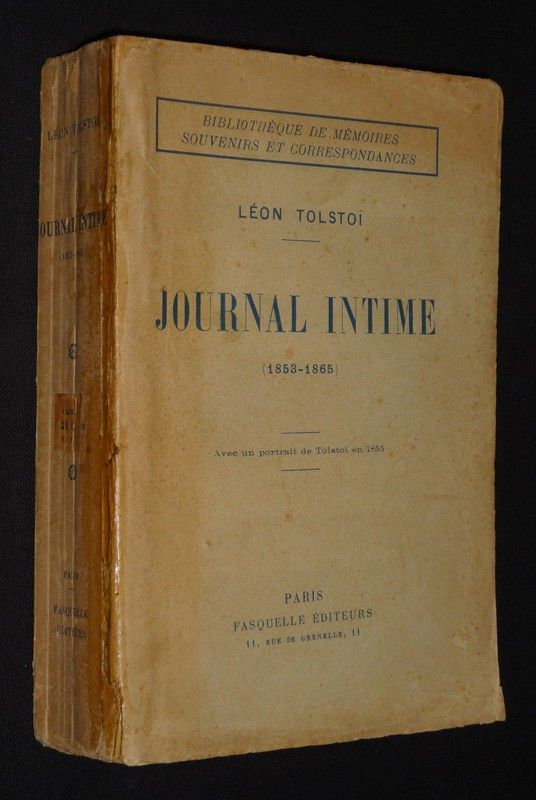 BIBLIOTHÈQUE DE MÉMOIRES
SOUVENIRS ET CORRESPONDANCES
LÉON TOLSTOÏ
JOURNAL INTIME
(1853-1865)
Avec un portrait de Tolstoï en 1855
PARIS
FASQUELLE ÉDITEURS
11, RUE DE GRENELLE, 11
LÉON TOLSTOÏ
JOURNAL INTIME
PARIS
FASQUELLE
ÉDITEURS